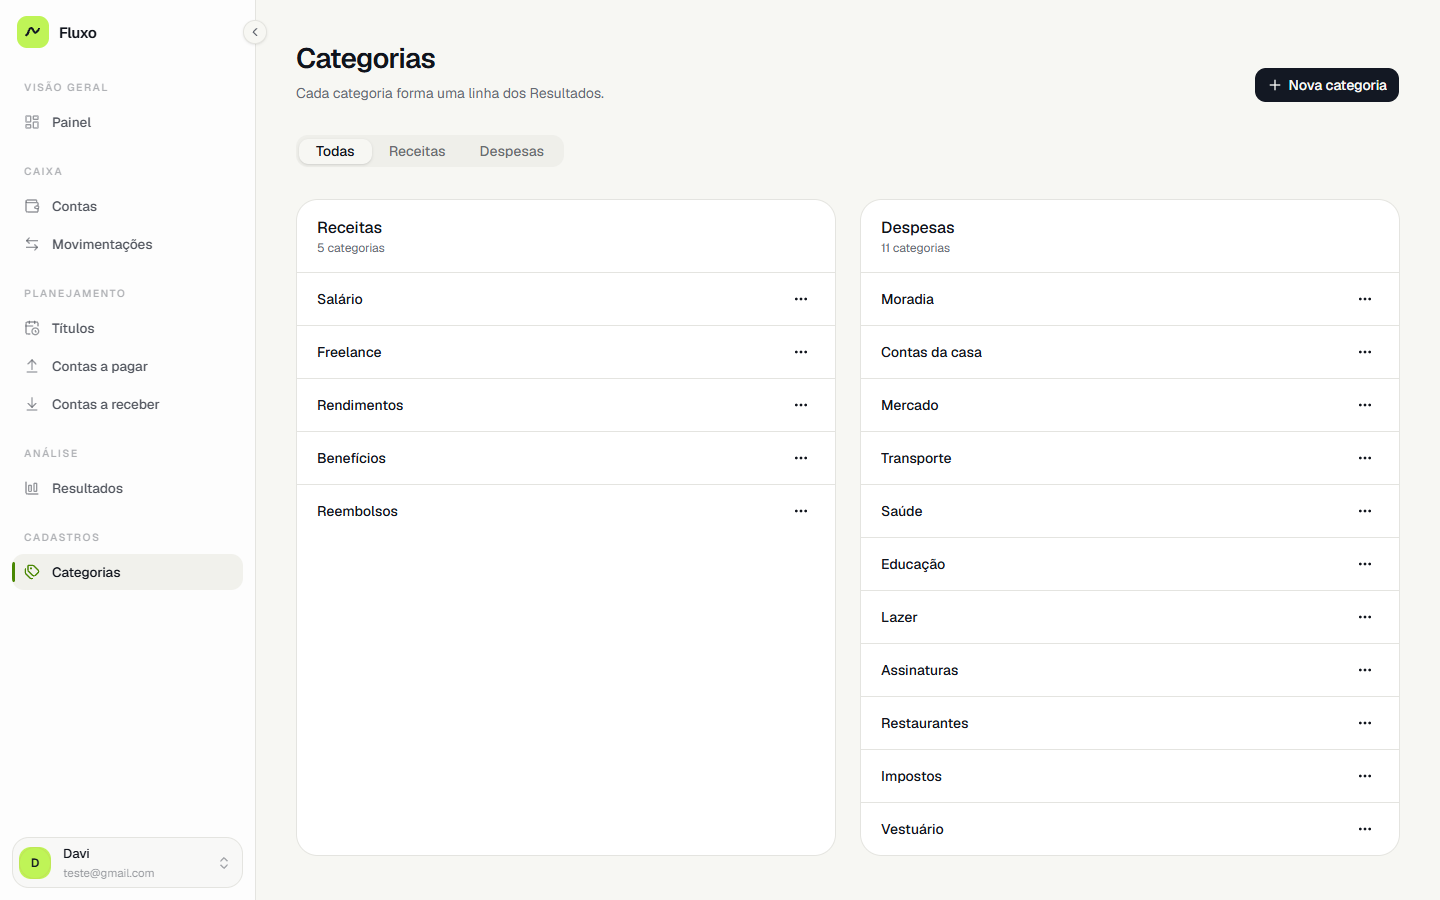 Fluxo
VISÃO GERAL
Painel
CAIXA
Contas
Movimentações
PLANEJAMENTO
Títulos
Contas a pagar
Contas a receber
ANÁLISE
Resultados
CADASTROS
Categorias
D
Davi
teste@gmail.com
Categorias
Cada categoria forma uma linha dos Resultados.
Nova categoria
Todas
Receitas
Despesas
Receitas
5 categorias
Salário
Freelance
Rendimentos
Benefícios
Reembolsos
Despesas
11 categorias
Moradia
Contas da casa
Mercado
Transporte
Saúde
Educação
Lazer
Assinaturas
Restaurantes
Impostos
Vestuário